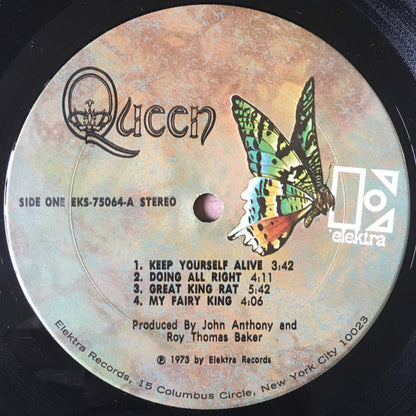 Queen
SIDE ONE EKS-75064-A STEREO
elektra
1. KEEP YOURSELF ALIVE 3:42
2. DOING ALL RIGHT 4:11
3. GREAT KING RAT 5:42
4. MY FAIRY KING 4:06
Produced By John Anthony and
Roy Thomas Baker
Ⓟ 1973 by Elektra Records
Elektra Records, 15 Columbus Circle, New York City 10023